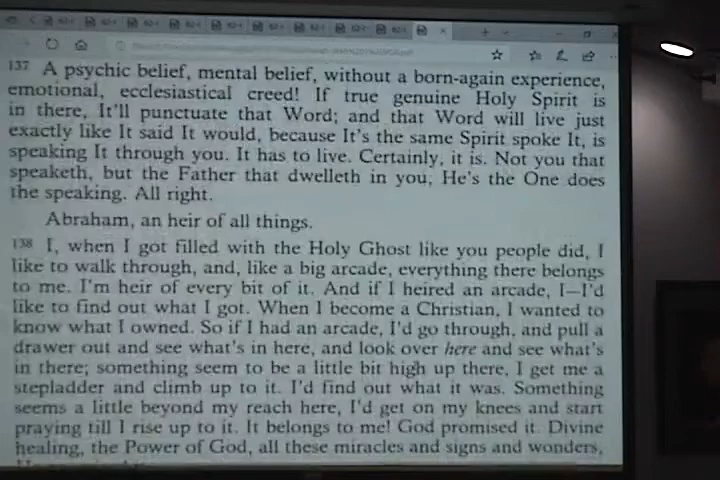 137 A psychic belief, mental belief, without a born-again experience,
emotional, ecclesiastical creed! If true genuine Holy Spirit is
in there, It'll punctuate that Word; and that Word will live just
exactly like It said It would, because It's the same Spirit spoke It, is
speaking It through you. It has to live. Certainly, it is. Not you that
speaketh, but the Father that dwelleth in you; He's the One does
the speaking. All right.
Abraham, an heir of all things.
138 I, when I got filled with the Holy Ghost like you people did, I
like to walk through, and, like a big arcade, everything there belongs
to me. I'm heir of every bit of it. And if I heired an arcade, I—I'd
like to find out what I got. When I become a Christian, I wanted to
know what I owned. So if I had an arcade, I'd go through, and pull a
drawer out and see what's in here, and look over here and see what's
in there; something seem to be a little bit high up there, I get me a
stepladder and climb up to it. I'd find out what it was. Something
seems a little beyond my reach here, I'd get on my knees and start
praying till I rise up to it. It belongs to me! God promised it. Divine
healing, the Power of God, all these miracles and signs and wonders,